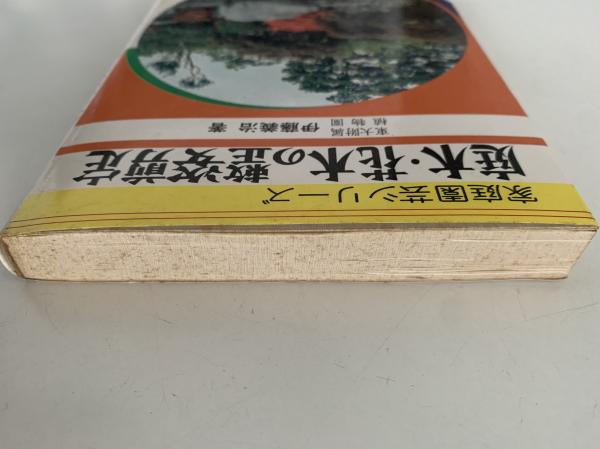 家庭園芸シリーズ
庭木・花木の整姿剪定
東大附属
植物園
伊藤義治 著